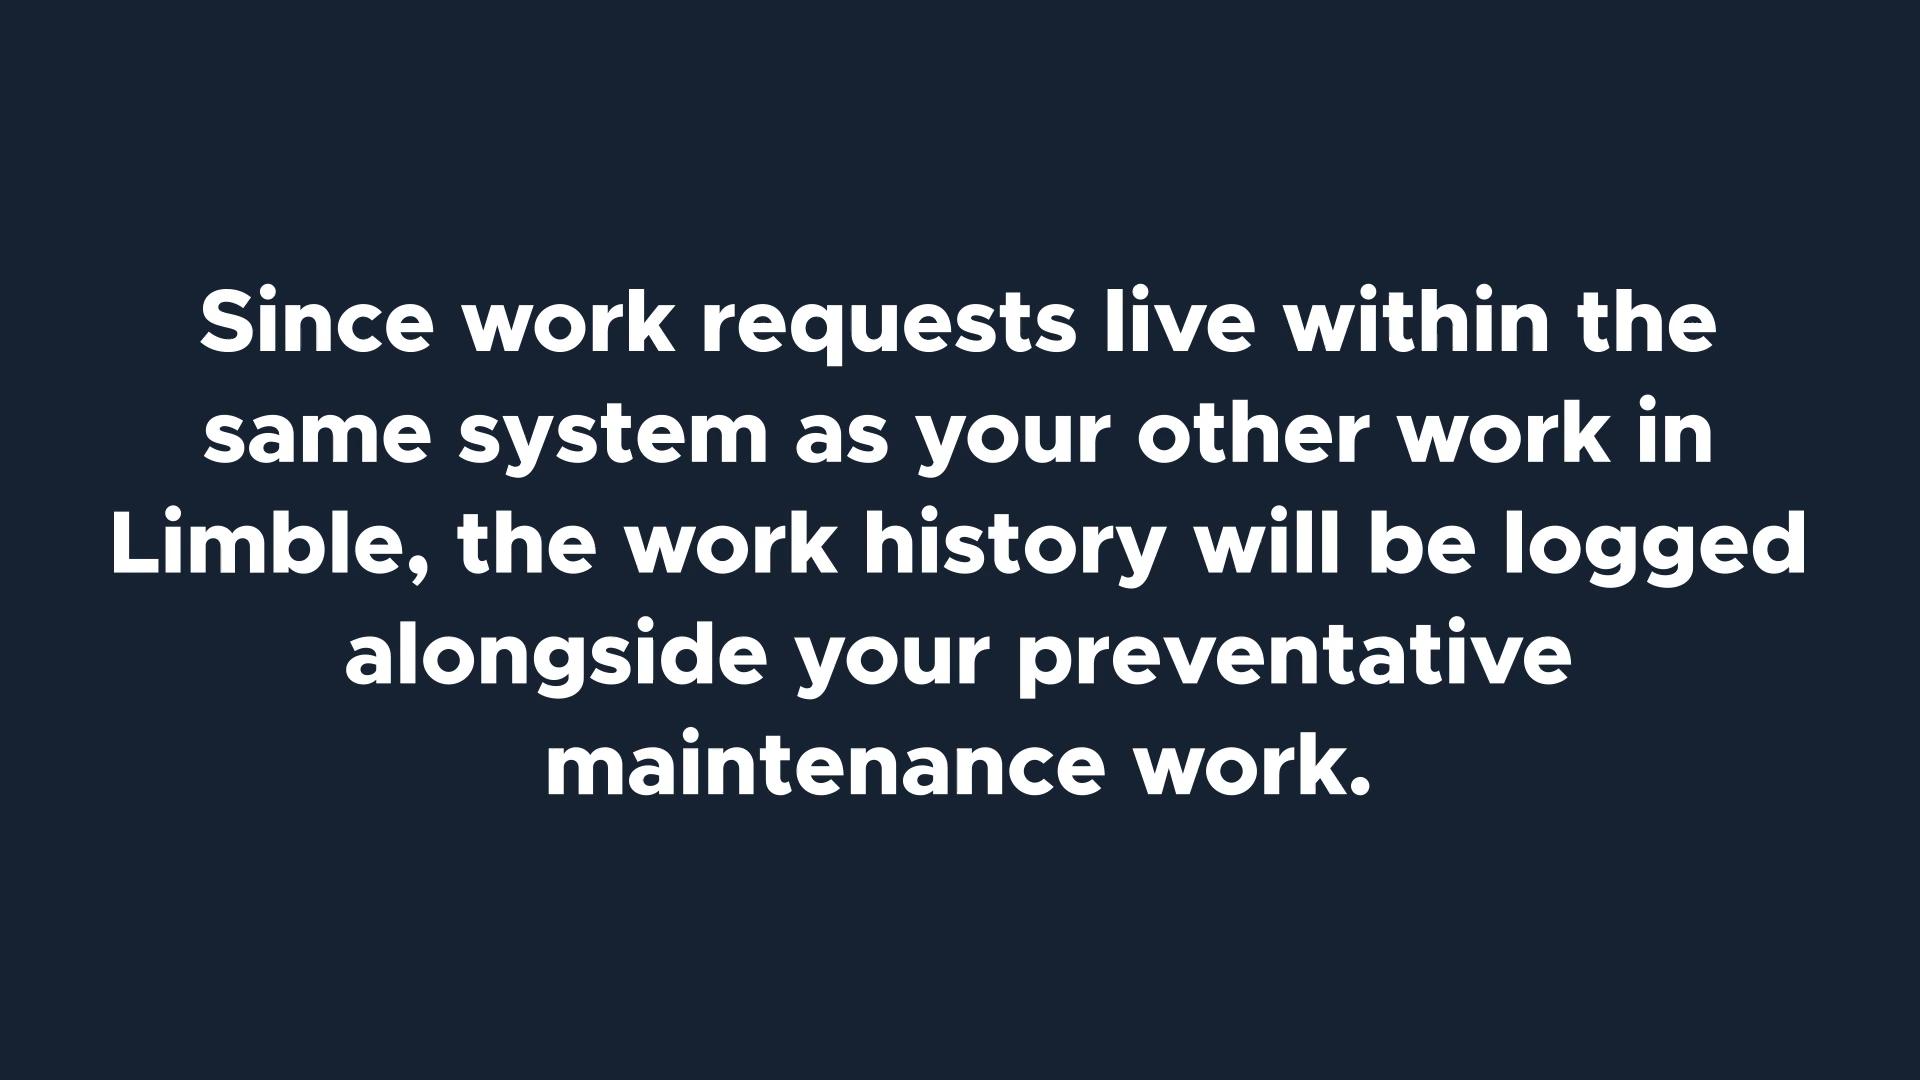 Since work requests live within the
same system as your other work in
Limble, the work history will be logged
alongside your preventative
maintenance work.